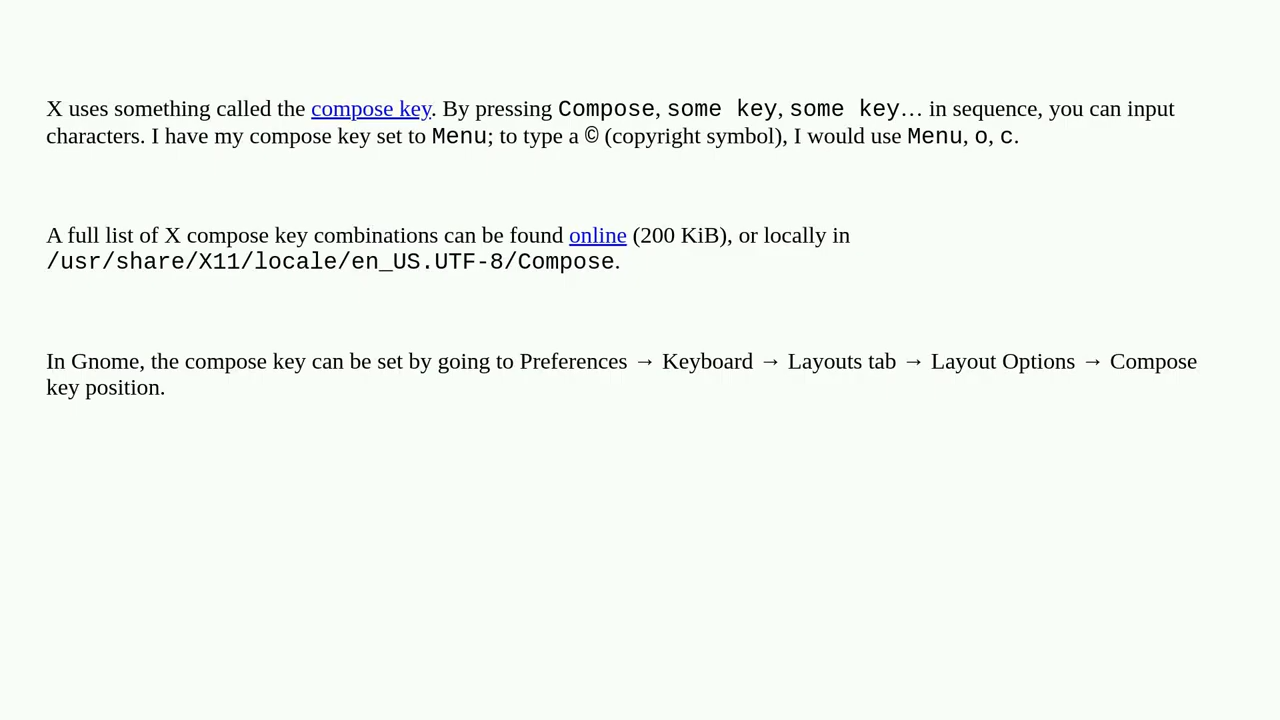 X uses something called the compose key. By pressing Compose, some key, some key… in sequence, you can input
characters. I have my compose key set to Menu; to type a © (copyright symbol), I would use Menu, o, c.
A full list of X compose key combinations can be found online (200 KiB), or locally in
/usr/share/X11/locale/en_US.UTF-8/Compose.
In Gnome, the compose key can be set by going to Preferences → Keyboard → Layouts tab → Layout Options → Compose
key position.